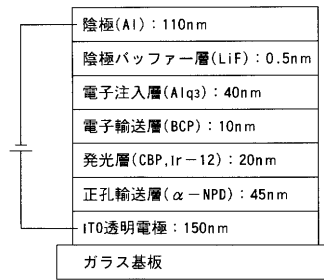 陰極(Al):110nm
陰極バッファー層(LiF):0.5nm
電子注入層(Alq3):40nm
電子輸送層(BCP):10nm
発光層(CBP,Ir-12):20nm
正孔輸送層(α-NPD):45nm
ITO透明電極:150nm
ガラス基板